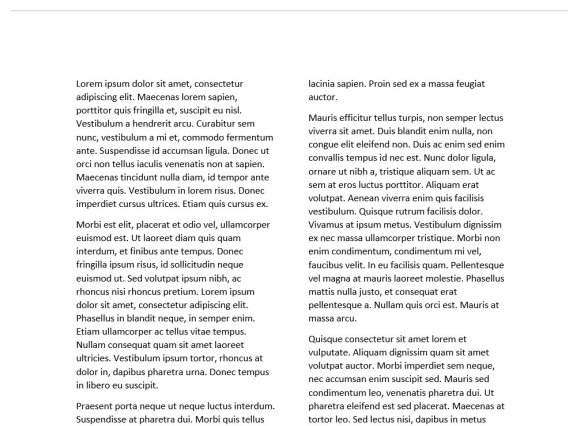 Lorem ipsum dolor sit amet, consectetur
adipiscing elit. Maecenas lorem sapien,
porttitor quis fringilla et, suscipit eu nisl.
Vestibulum a hendrerit arcu. Curabitur sem
nunc, vestibulum a mi et, commodo fermentum
ante. Suspendisse id accumsan ligula. Donec ut
orci non tellus iaculis venenatis non at sapien.
Maecenas tincidunt nulla diam, id tempor ante
viverra quis. Vestibulum in lorem risus. Donec
imperdiet cursus ultrices. Etiam quis cursus ex.
Morbi est elit, placerat et odio vel, ullamcorper
euismod est. Ut laoreet diam quis quam
interdum, et finibus ante tempus. Donec
fringilla ipsum risus, id sollicitudin neque
euismod ut. Sed volutpat ipsum nibh, ac
rhoncus nisi rhoncus pretium. Lorem ipsum
dolor sit amet, consectetur adipiscing elit.
Phasellus in blandit neque, in semper enim.
Etiam ullamcorper ac tellus vitae tempus.
Nullam consequat quam sit amet laoreet
ultricies. Vestibulum ipsum tortor, rhoncus at
dolor in, dapibus pharetra urna. Donec tempus
in libero eu suscipit.
Praesent porta neque ut neque luctus interdum.
Suspendisse at pharetra dui. Morbi quis tellus
lacinia sapien. Proin sed ex a massa feugiat
auctor.
Mauris efficitur tellus turpis, non semper lectus
viverra sit amet. Duis blandit enim nulla, non
congue elit eleifend non. Duis ac enim sed enim
convallis tempus id nec est. Nunc dolor ligula,
ornare ut nibh a, tristique aliquam sem. Ut ac
sem at eros luctus porttitor. Aliquam erat
volutpat. Aenean viverra enim quis facilisis
vestibulum. Quisque rutrum facilisis dolor.
Vivamus at ipsum metus. Vestibulum dignissim
ex nec massa ullamcorper tristique. Morbi non
enim condimentum, condimentum mi vel,
faucibus velit. In eu facilisis quam. Pellentesque
vel magna at mauris laoreet molestie. Phasellus
mattis nulla justo, et consequat erat
pellentesque a. Nullam quis orci est. Mauris at
massa arcu.
Quisque consectetur sit amet lorem et
vulputate. Aliquam dignissim quam sit amet
volutpat auctor. Morbi imperdiet sem neque,
nec accumsan enim suscipit sed. Mauris sed
condimentum leo, venenatis pharetra dui. Ut
pharetra eleifend est sed placerat. Maecenas at
tortor leo. Sed lectus nisi, dapibus in metus